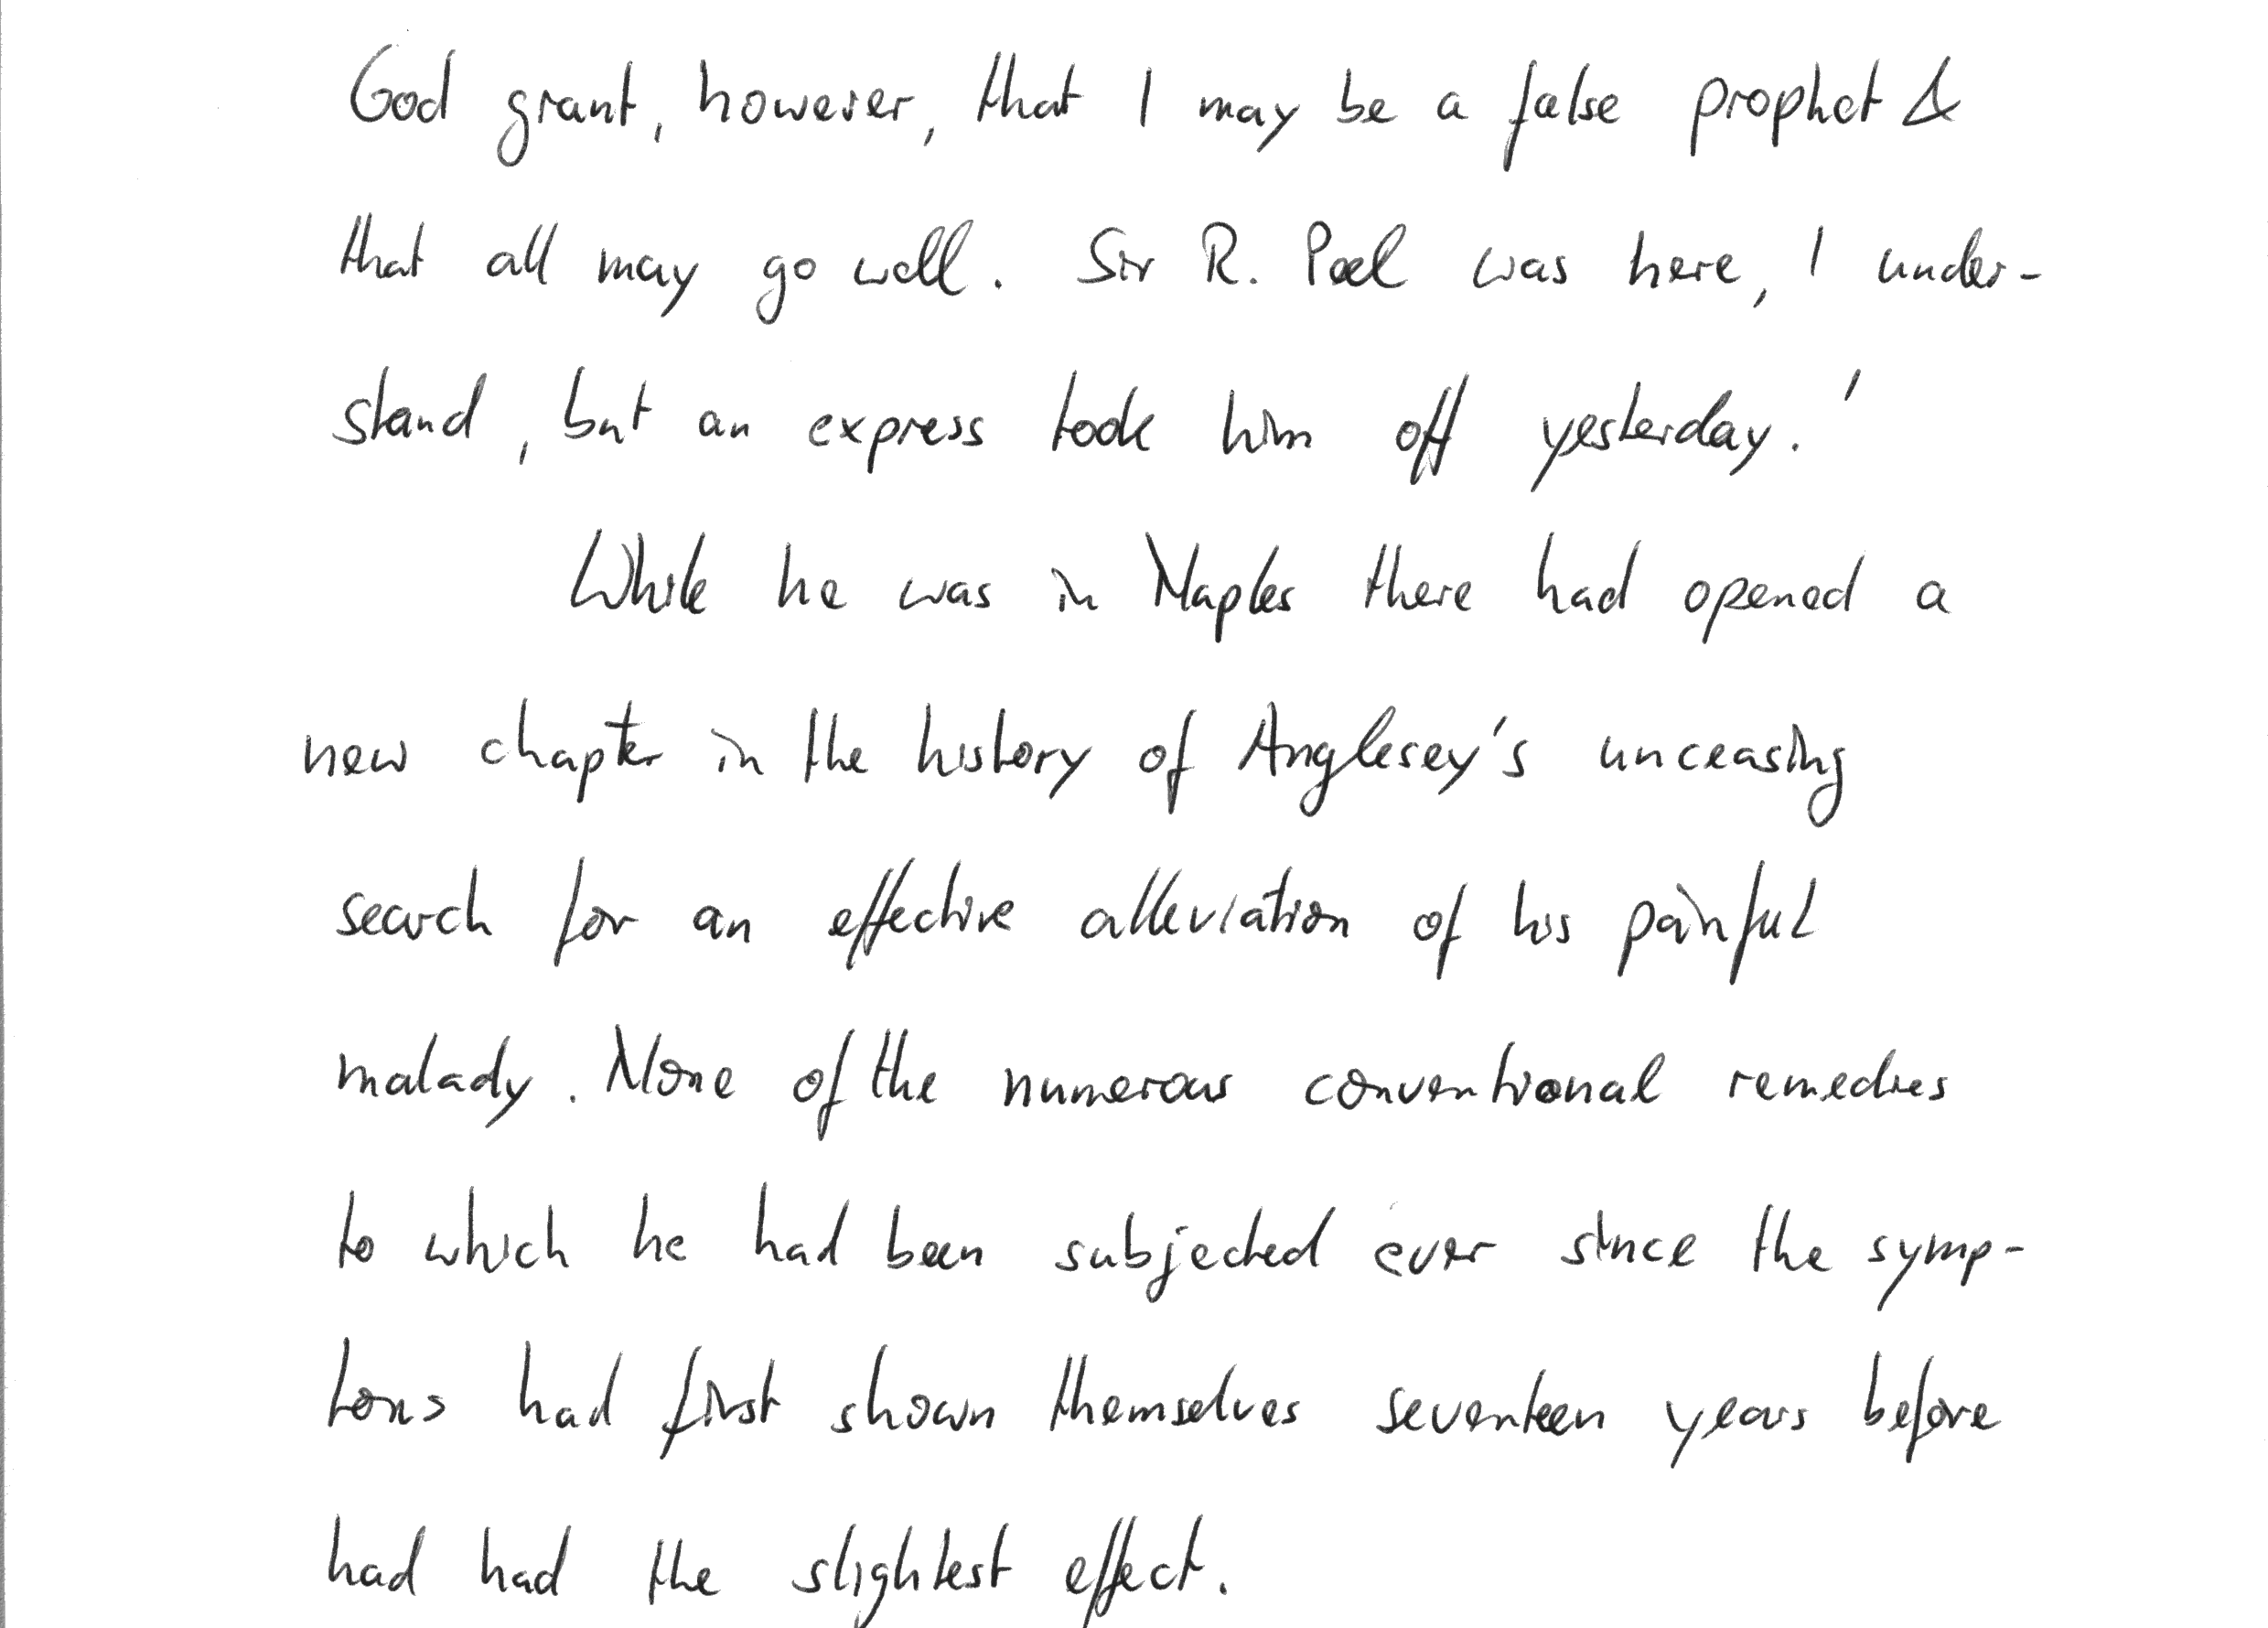 God grant, however, that I may be a false prophet &
that all may go well. Sir R. Peel was here, I under-
stand, but an express took him off yesterday.'
While he was in Naples there had opened a
new chapter in the history of Anglesey's unceasing
search for an effective alleviation of his painful
malady. None of the numerous conventional remedies
to which he had been subjected ever since the symp-
toms had first shown themselves seventeen years before
had had the slightest effect.